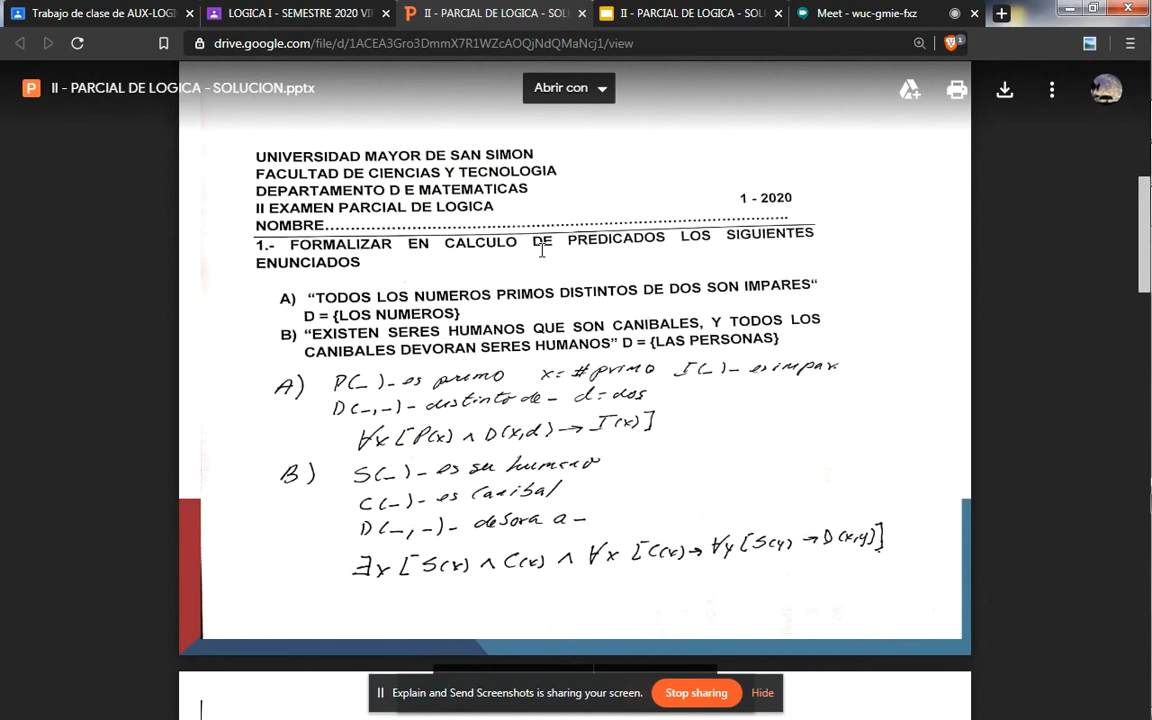 Trabajo de clase de AUX-LOGI
LOGICA I - SEMESTRE 2020 VI
II - PARCIAL DE LOGICA - SOLU
II - PARCIAL DE LOGICA - SOLUC
Meet - wuc-gmie-fxz
drive.google.com/file/d/1ACEA3Gro3DmmX7R1WZcAOQjNdQMaNcj1/view
1
P II - PARCIAL DE LOGICA - SOLUCION.pptx
Abrir con
UNIVERSIDAD MAYOR DE SAN SIMON
FACULTAD DE CIENCIAS Y TECNOLOGIA
DEPARTAMENTO D E MATEMATICAS
1 - 2020
II EXAMEN PARCIAL DE LOGICA
NOMBRE...............................................................................
1.- FORMALIZAR EN CALCULO DE PREDICADOS LOS SIGUIENTES
ENUNCIADOS
A) “TODOS LOS NUMEROS PRIMOS DISTINTOS DE DOS SON IMPARES“
D = {LOS NUMEROS}
B) “EXISTEN SERES HUMANOS QUE SON CANIBALES, Y TODOS LOS
CANIBALES DEVORAN SERES HUMANOS” D = {LAS PERSONAS}
A) P(_) - es primo x = # primo I(_) - es impar
D(_,_) - distinto de - d = dos
∀x [P(x) ∧ D(x,d) → I(x)]
B) S(_) - es ser humano
C(_) - es canibal
D(_,_) - devora a -
∃x [S(x) ∧ C(x) ∧ ∀x [C(x) → ∀y [S(y) → D(x,y)]
Explain and Send Screenshots is sharing your screen. Stop sharing Hide